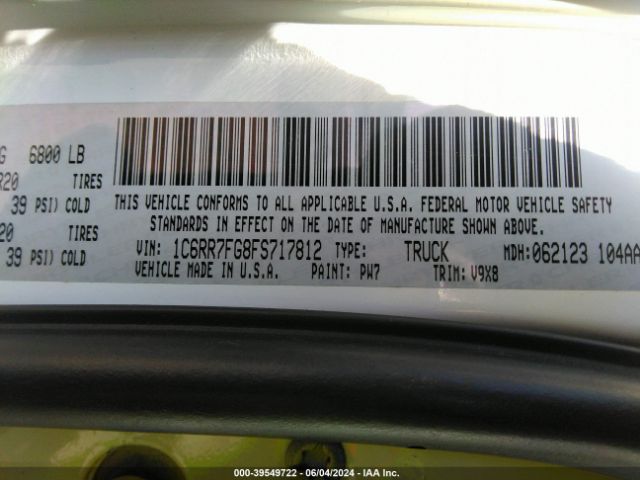 G 6800 LB
R20 TIRES
39 PSI) COLD
20 TIRES
39 PSI) COLD
THIS VEHICLE CONFORMS TO ALL APPLICABLE U.S.A. FEDERAL MOTOR VEHICLE SAFETY
STANDARDS IN EFFECT ON THE DATE OF MANUFACTURE SHOWN ABOVE.
VIN: 1C6RR7FG8FS717812 TYPE: TRUCK MDH: 062123 104AA
VEHICLE MADE IN U.S.A. PAINT: PW7 TRIM: V9X8
000-39549722 - 06/04/2024 - IAA Inc.